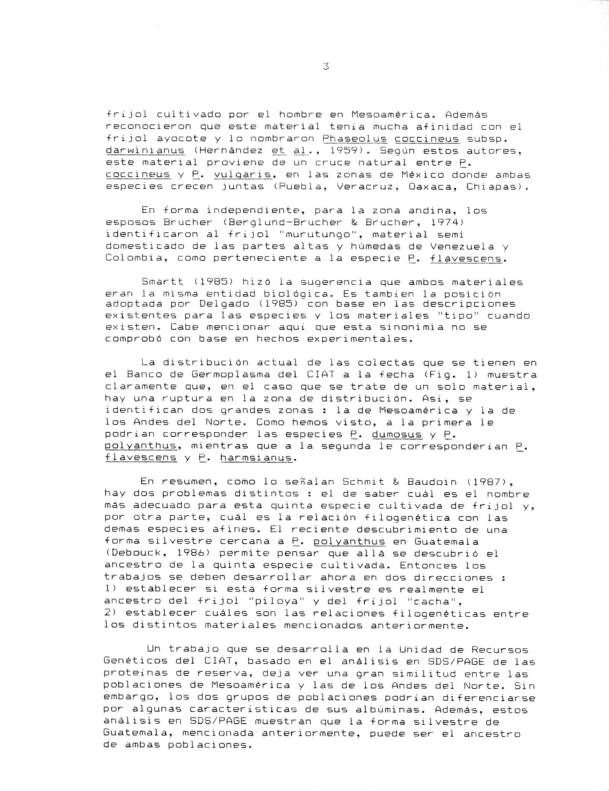 3
frijol cultivado por el hombre en Mesoamérica. Además
reconocieron que este material tenia mucha afinidad con el
frijol ayocote y lo nombraron Phaseolus coccineus subsp.
darwinianus (Hernández et al., 1959). Según estos autores,
este material proviene de un cruce natural entre P.
coccineus y P. vulgaris, en las zonas de México donde ambas
especies crecen juntas (Puebla, Veracruz, Oaxaca, Chiapas).
En forma independiente, para la zona andina, los
esposos Brucher (Berglund-Brucher & Brucher, 1974)
identificaron al frijol "murutungo", material semi
domesticado de las partes altas y húmedas de Venezuela y
Colombia, como perteneciente a la especie P. flavescens.
Smartt (1985) hizó la sugerencia que ambos materiales
eran la misma entidad biológica. Es tambien la posición
adoptada por Delgado (1985) con base en las descripciones
existentes para las especies y los materiales "tipo" cuando
existen. Cabe mencionar aquí que esta sinonimia no se
comprobó con base en hechos experimentales.
La distribución actual de las colectas que se tienen en
el Banco de Germoplasma del CIAT a la fecha (Fig. 1) muestra
claramente que, en el caso que se trate de un solo material,
hay una ruptura en la zona de distribución. Así, se
identifican dos grandes zonas : la de Mesoamérica y la de
los Andes del Norte. Como hemos visto, a la primera le
podrian corresponder las especies P. dumosus y P.
polyanthus, mientras que a la segunda le corresponderian P.
flavescens y P. harmsianus.
En resumen, como lo señalan Schmit & Baudoin (1987),
hay dos problemas distintos : el de saber cuál es el nombre
más adecuado para esta quinta especie cultivada de frijol y,
por otra parte, cuál es la relación filogenética con las
demas especies afines. El reciente descubrimiento de una
forma silvestre cercana a P. polyanthus en Guatemala
(Debouck, 1986) permite pensar que allá se descubrió el
ancestro de la quinta especie cultivada. Entonces los
trabajos se deben desarrollar ahora en dos direcciones :
1) establecer si esta forma silvestre es realmente el
ancestro del frijol "piloya" y del frijol "cacha",
2) establecer cuáles son las relaciones filogenéticas entre
los distintos materiales mencionados anteriormente.
Un trabajo que se desarrolla en la Unidad de Recursos
Genéticos del CIAT, basado en el análisis en SDS/PAGE de las
proteinas de reserva, deja ver una gran similitud entre las
poblaciones de Mesoamérica y las de los Andes del Norte. Sin
embargo, los dos grupos de poblaciones podrían diferenciarse
por algunas características de sus albúminas. Además, estos
análisis en SDS/PAGE muestran que la forma silvestre de
Guatemala, mencionada anteriormente, puede ser el ancestro
de ambas poblaciones.